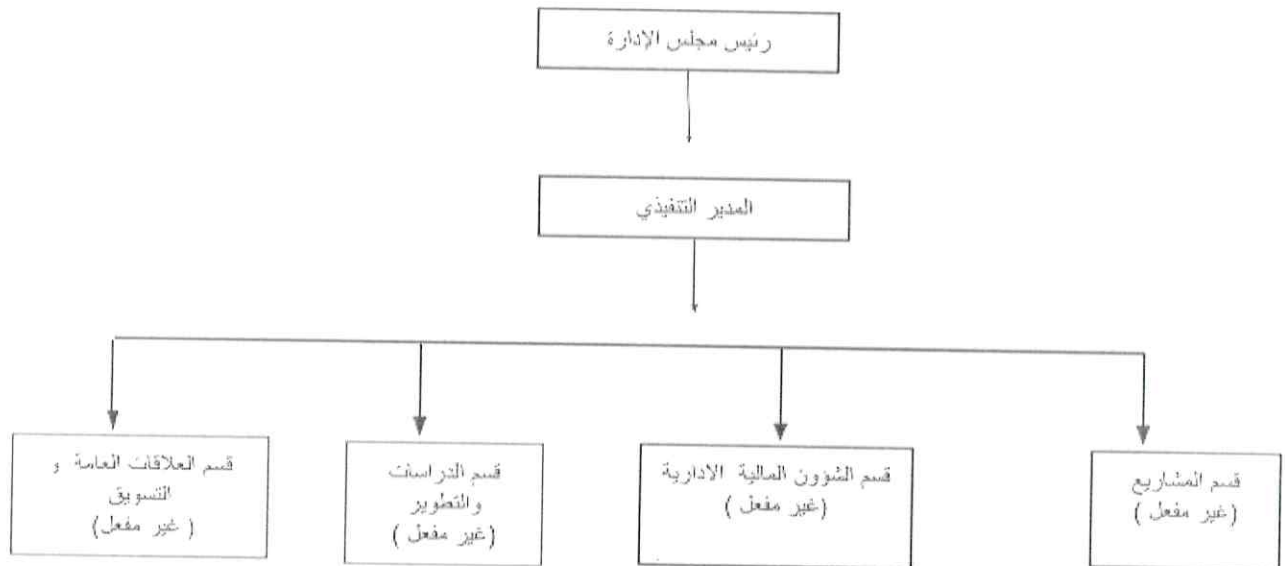 رئيس مجلس الإدارة
المدير التنفيذي
قسم المشاريع
(غير مفعل )
قسم الشؤون المالية الادارية
(غير مفعل )
قسم الدراسات
والتطوير
(غير مفعل )
قسم العلاقات العامة و
التسويق
( غير مفعل)